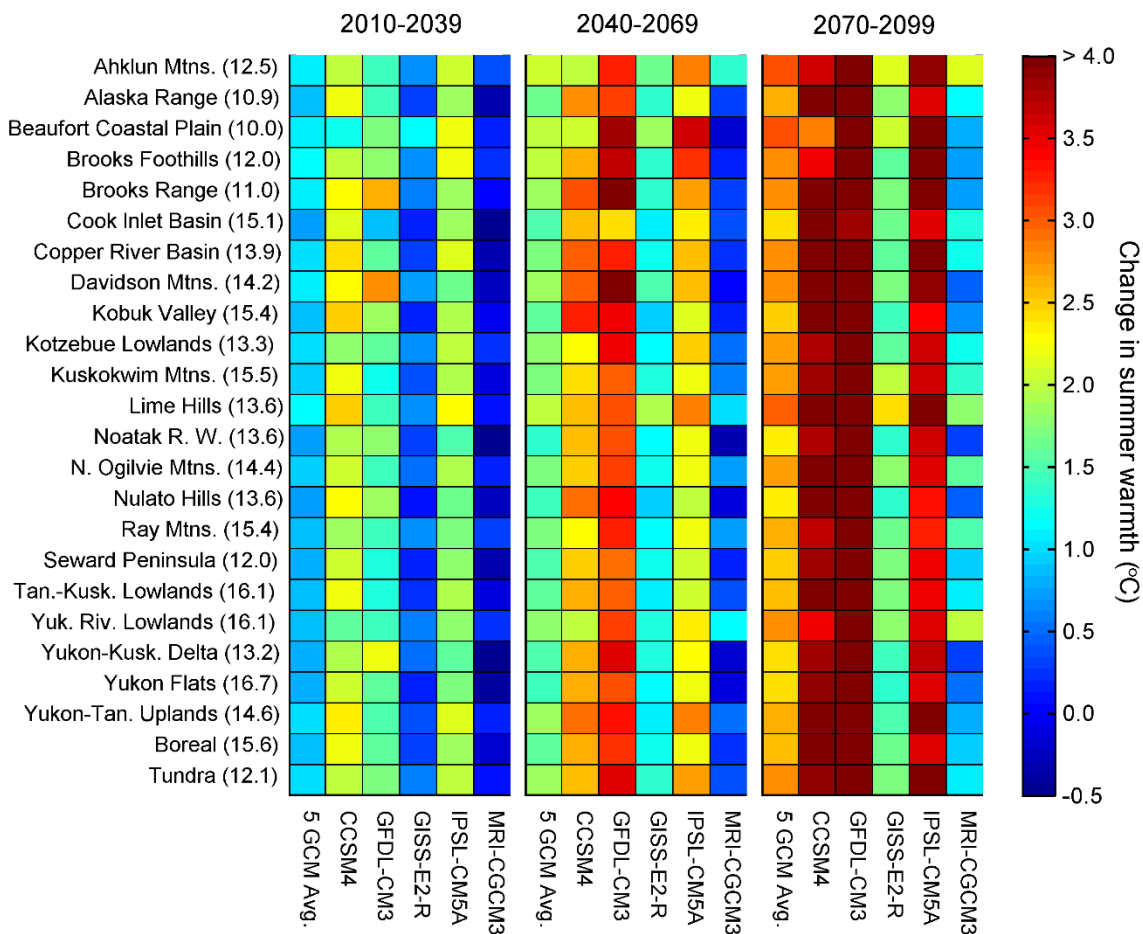 2010-2039
2040-2069
2070-2099
Ahklun Mtns. (12.5)
Alaska Range (10.9)
Beaufort Coastal Plain (10.0)
Brooks Foothills (12.0)
Brooks Range (11.0)
Cook Inlet Basin (15.1)
Copper River Basin (13.9)
Davidson Mtns. (14.2)
Kobuk Valley (15.4)
Kotzebue Lowlands (13.3)
Kuskokwim Mtns. (15.5)
Lime Hills (13.6)
Noatak R. W. (13.6)
N. Ogilvie Mtns. (14.4)
Nulato Hills (13.6)
Ray Mtns. (15.4)
Seward Peninsula (12.0)
Tan.-Kusk. Lowlands (16.1)
Yuk. Riv. Lowlands (16.1)
Yukon-Kusk. Delta (13.2)
Yukon Flats (16.7)
Yukon-Tan. Uplands (14.6)
Boreal (15.6)
Tundra (12.1)
5 GCM Avg.
CCSM4
GFDL-CM3
GISS-E2-R
IPSL-CM5A
MRI-CGCM3
5 GCM Avg.
CCSM4
GFDL-CM3
GISS-E2-R
IPSL-CM5A
MRI-CGCM3
5 GCM Avg.
CCSM4
GFDL-CM3
GISS-E2-R
IPSL-CM5A
MRI-CGCM3
> 4.0
3.5
3.0
2.5
2.0
1.5
1.0
0.5
0.0
-0.5
Change in summer warmth (°C)